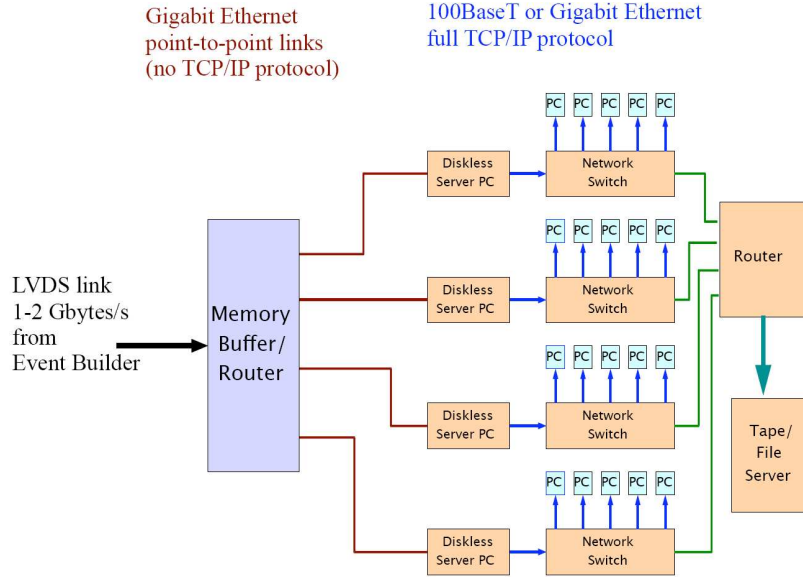 Gigabit Ethernet
point-to-point links
(no TCP/IP protocol)
100BaseT or Gigabit Ethernet
full TCP/IP protocol
PC PC PC PC PC
Diskless
Server PC
Network
Switch
PC PC PC PC PC
Diskless
Server PC
Network
Switch
Router
LVDS link
1-2 Gbytes/s
from
Event Builder
Memory
Buffer/
Router
PC PC PC PC PC
Diskless
Server PC
Network
Switch
Tape/
File
Server
PC PC PC PC PC
Diskless
Server PC
Network
Switch